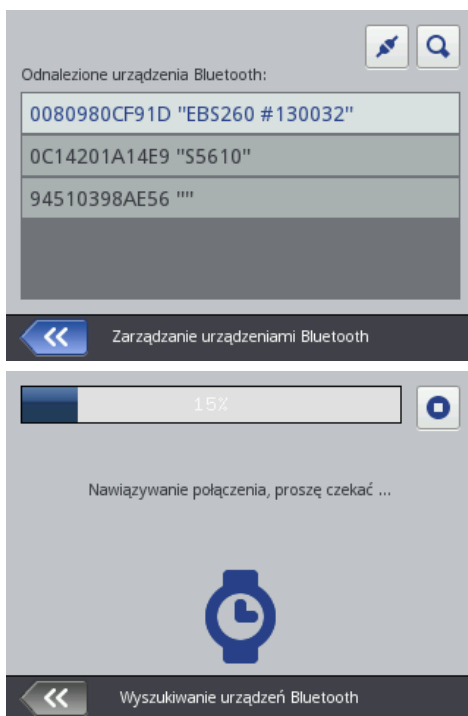 Odnalezione urządzenia Bluetooth:
0080980CF91D "EBS260 #130032"
0C14201A14E9 "S5610"
94510398AE56 ""
Zarządzanie urządzeniami Bluetooth
15%
Nawiązywanie połączenia, proszę czekać ...
Wyszukiwanie urządzeń Bluetooth